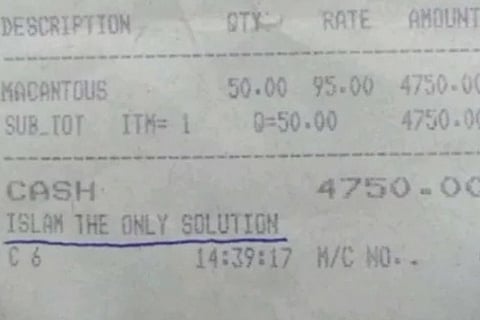 DESCRIPTION QTY RATE AMOUNT
MACANTOUS 50.00 95.00 4750.00
SUB_TOT ITM= 1 Q=50.00 4750.00
CASH 4750.00
ISLAM THE ONLY SOLUTION
C 6 14:39:17 M/C NO..